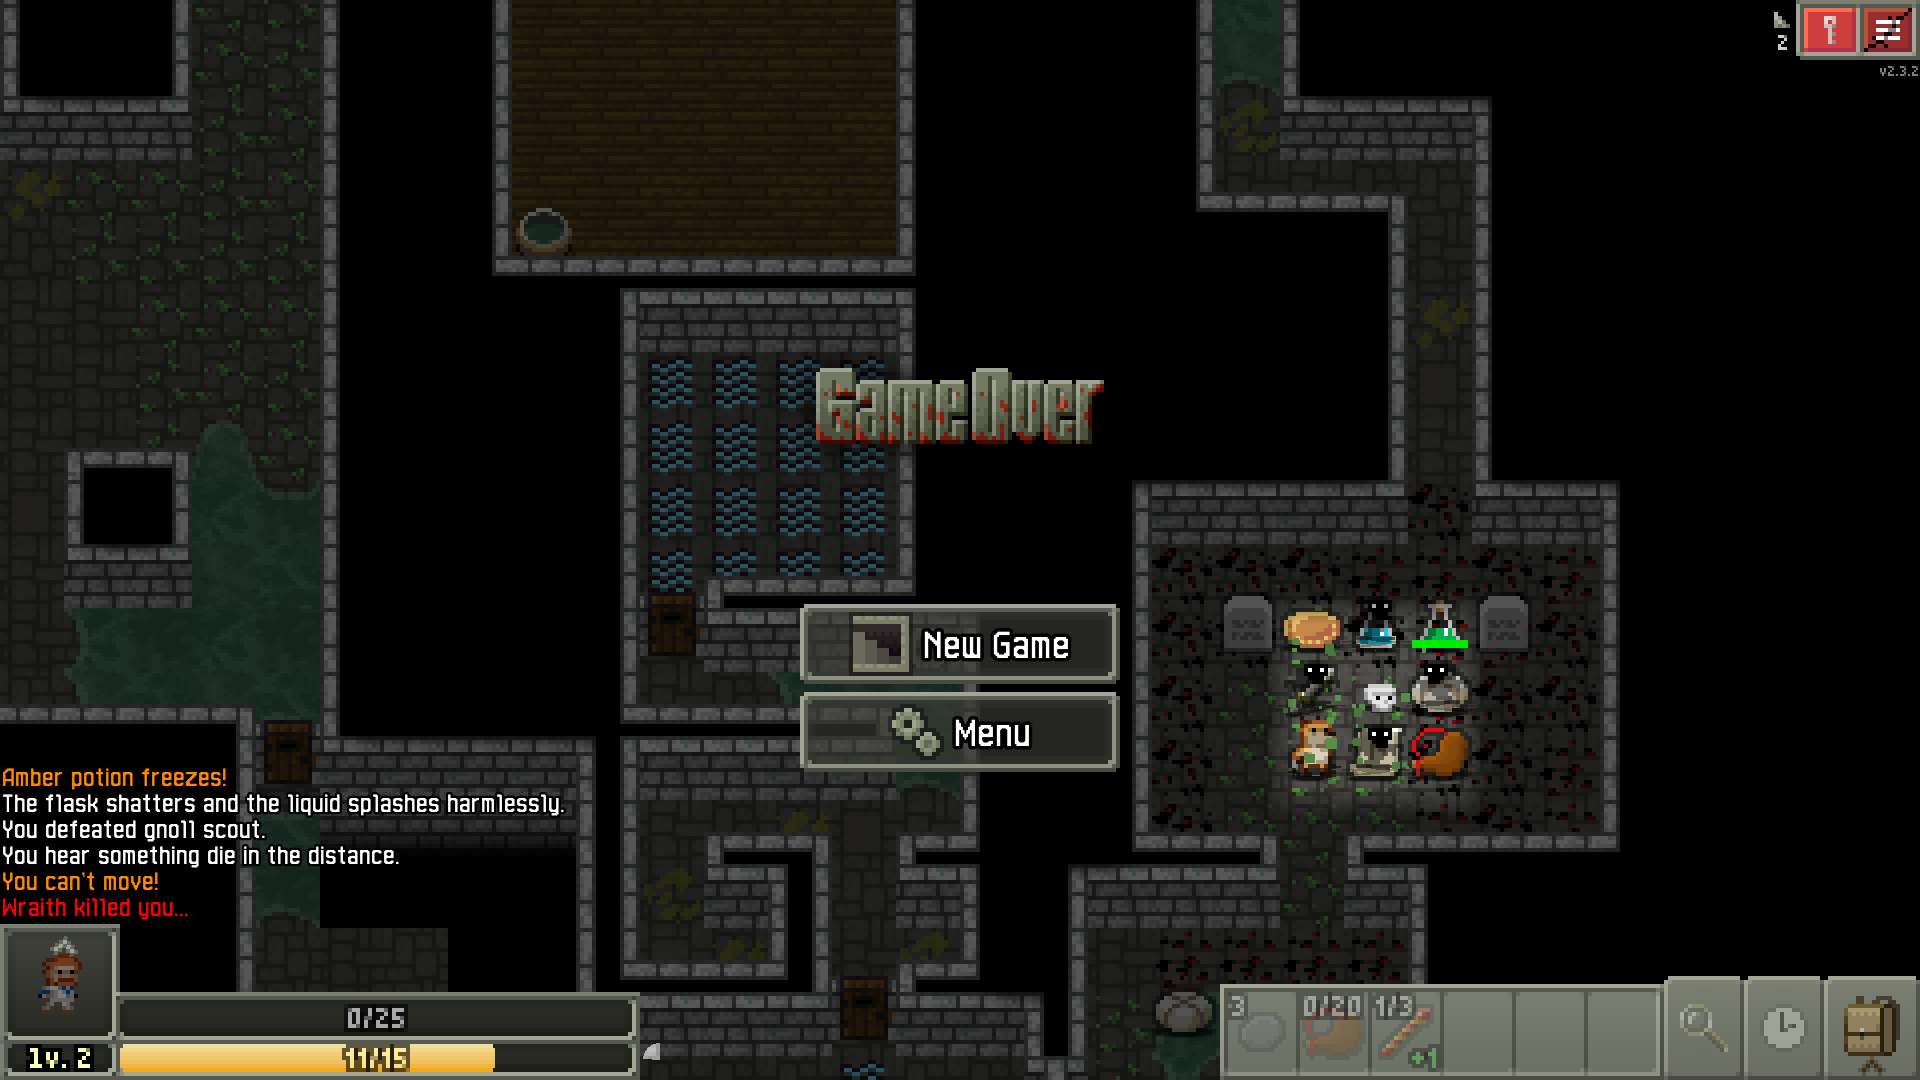 2
v2.3.2
Game Over
New Game
Menu
Amber potion freezes!
The flask shatters and the liquid splashes harmlessly.
You defeated gnoll scout.
You hear something die in the distance.
You can't move!
Wraith killed you...
0/25
lv. 2
11/15
3
0/20
1/3
+1